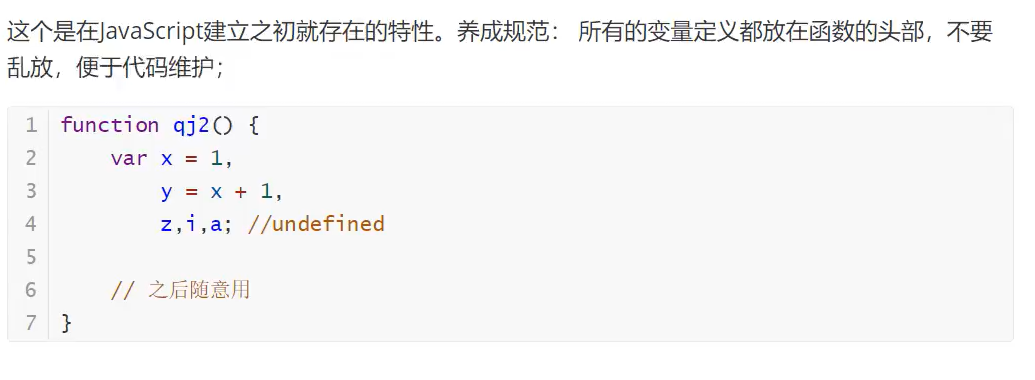 这个是在JavaScript建立之初就存在的特性。养成规范： 所有的变量定义都放在函数的头部，不要
乱放，便于代码维护；
1 function qj2() {
2     var x = 1,
3         y = x + 1,
4         z,i,a; //undefined
5
6     // 之后随意用
7 }